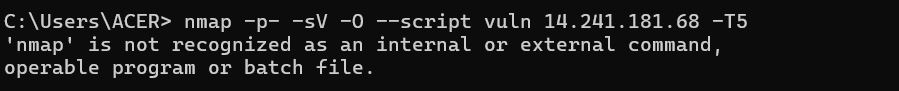 C:\Users\ACER> nmap -p- -sV -O --script vuln 14.241.181.68 -T5
'nmap' is not recognized as an internal or external command,
operable program or batch file.